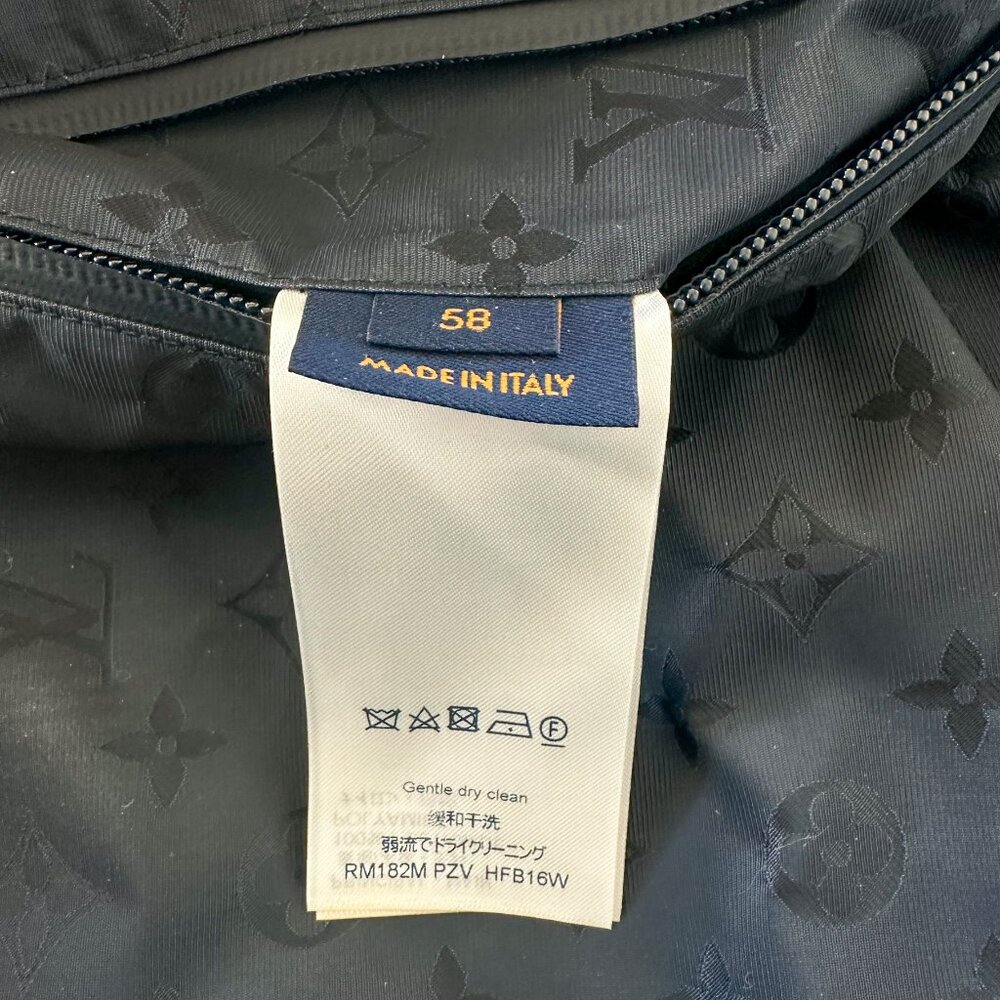 58
MADE IN ITALY
Gentle dry clean
缓和干洗
弱流でドライクリーニング
RM182M PZV HFB16W